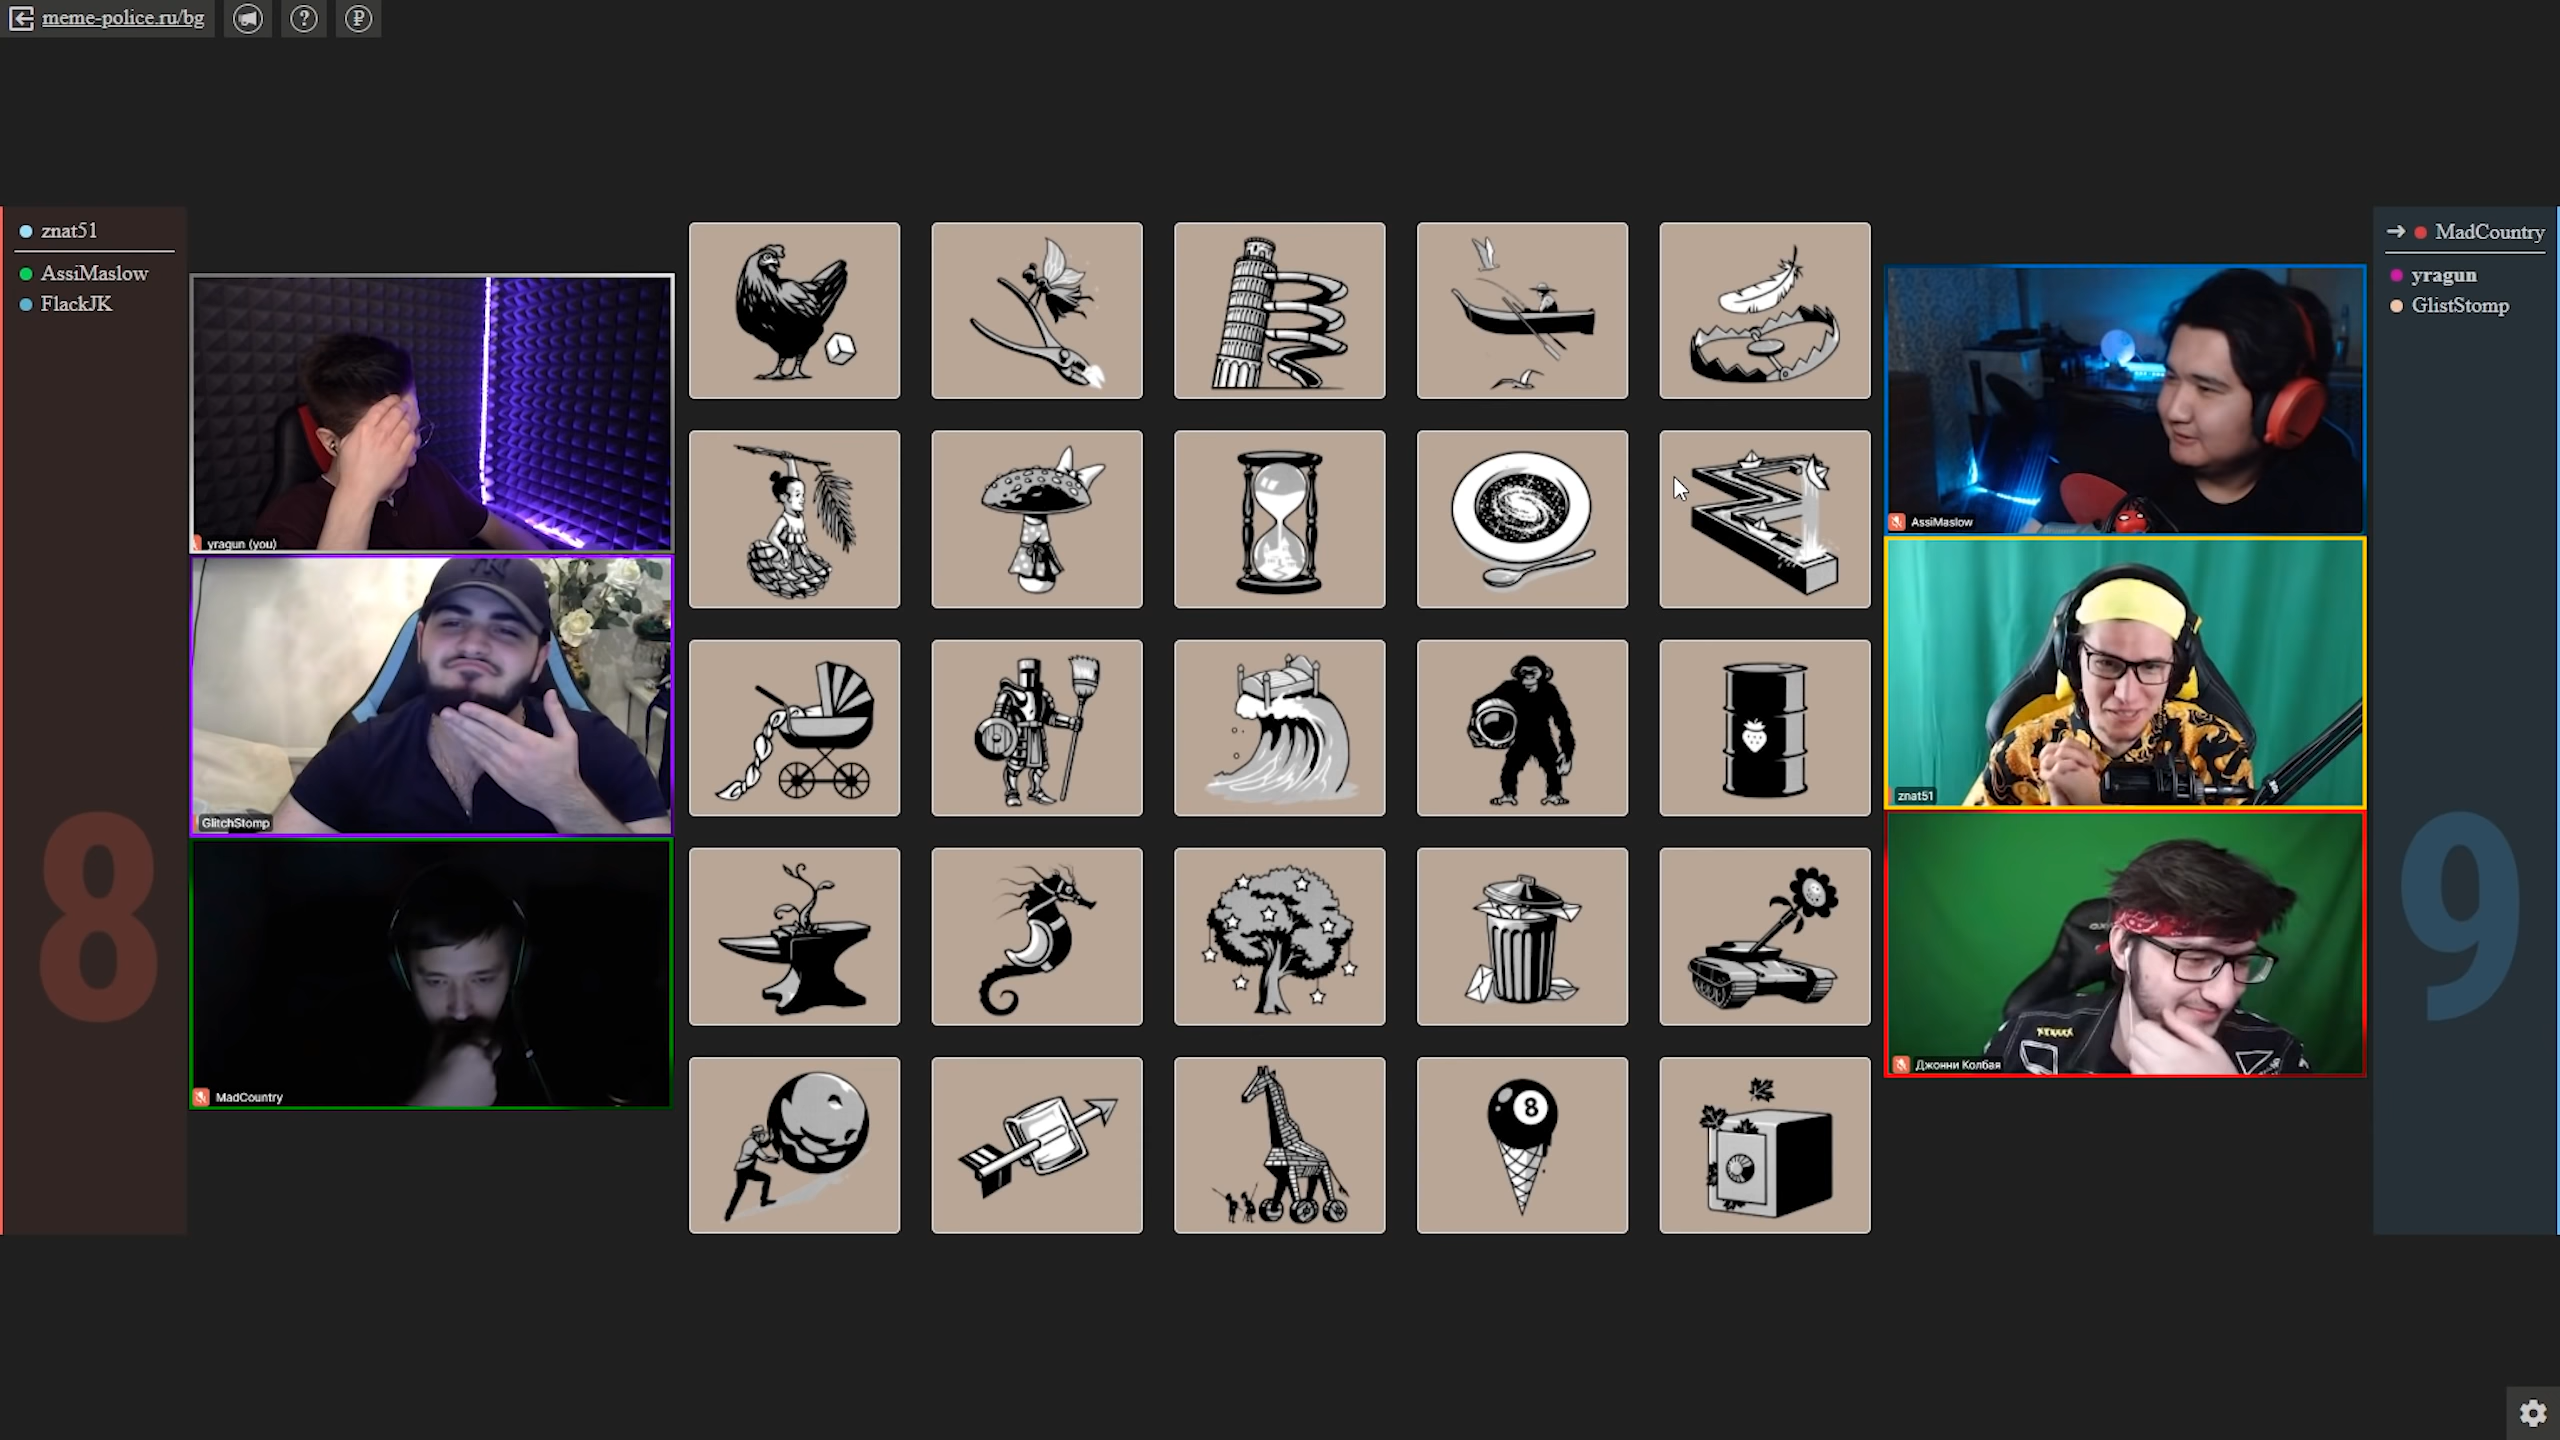 meme-police.ru/bg
?
₽
znat51
AssiMaslow
FlackJK
8
yragun (you)
GlitchStomp
MadCountry
8
AssiMaslow
znat51
Джонни Колбая
MadCountry
yragun
GlistStomp
9